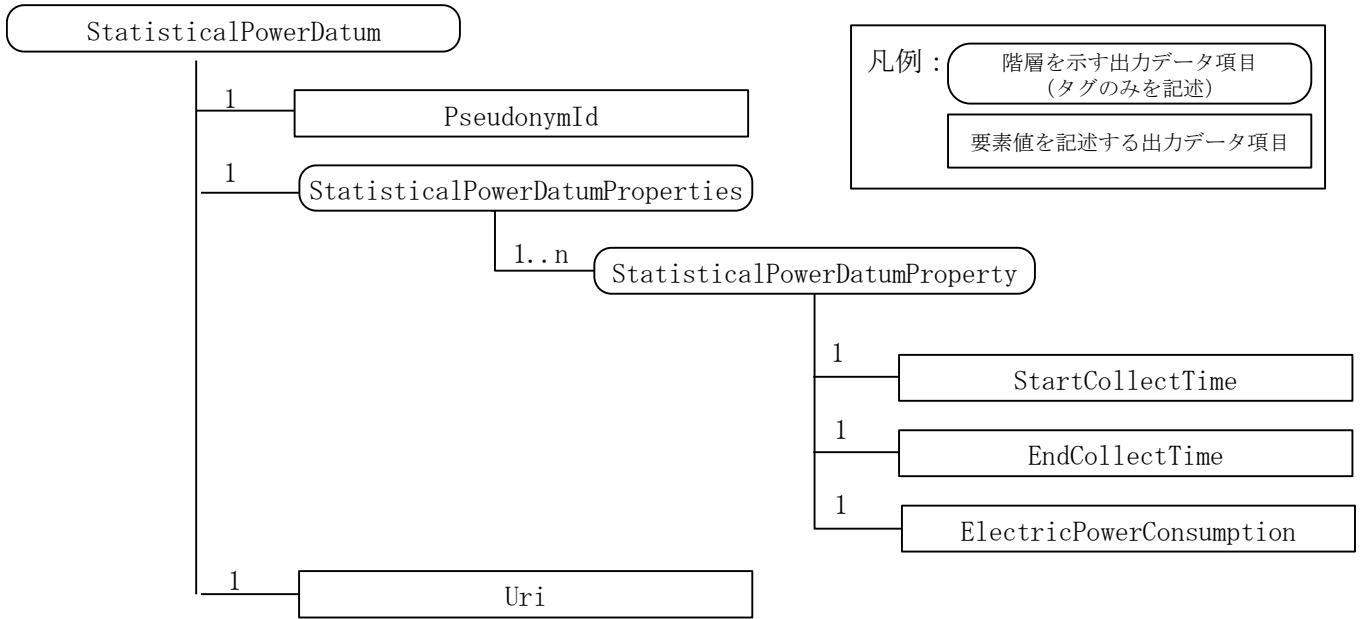 StatisticalPowerDatum
凡例：
階層を示す出力データ項目
（タグのみを記述）
要素値を記述する出力データ項目
1
PseudonymId
1
StatisticalPowerDatumProperties
1..n
StatisticalPowerDatumProperty
1
StartCollectTime
1
EndCollectTime
1
ElectricPowerConsumption
1
Uri